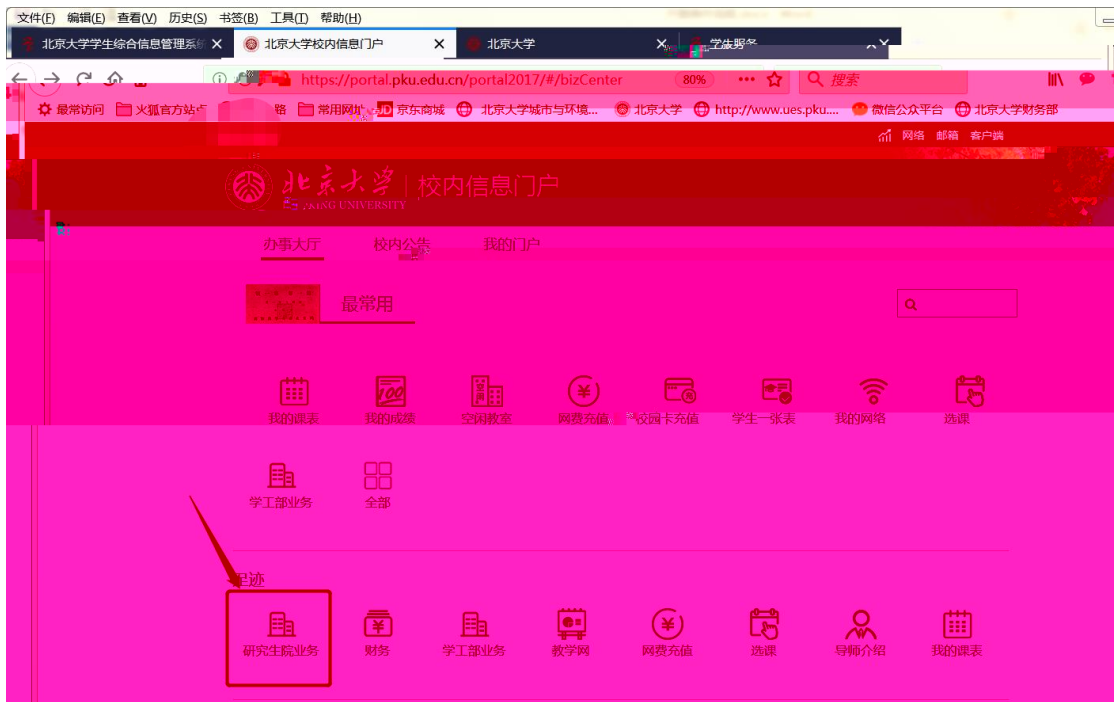 文件(F) 编辑(E) 查看(V) 历史(S) 书签(B) 工具(T) 帮助(H)
北京大学学生综合信息管理系统 北京大学校内信息门户 北京大学
https://portal.pku.edu.cn/portal2017/#/bizCenter 80% 搜索
最常访问 火狐官方站点 常用网址 JD 京东商城 北京大学城市与环境... 北京大学 http://www.ues.pku.... 微信公众平台 北京大学财务部
网络 邮箱 客户端
北京大学 校内信息门户
UNIVERSITY
办事大厅 校内公告 我的门户
最常用
我的课表 我的成绩 空闲教室 网费充值 校园卡充值 学生一张表 我的网络 选课
学工部业务 全部
足迹
研究生院业务 财务 学工部业务 教学网 网费充值 选课 导师介绍 我的课表